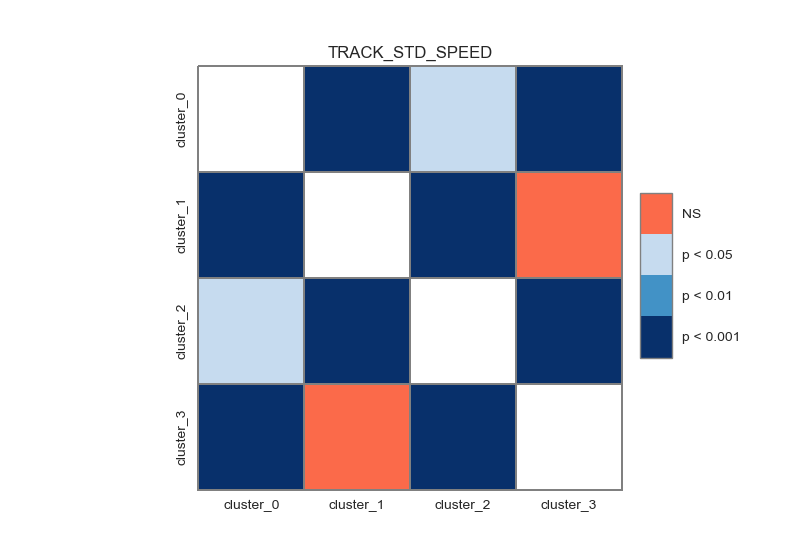 TRACK_STD_SPEED
cluster_0
cluster_1
cluster_2
cluster_3
NS
p < 0.05
p < 0.01
p < 0.001
cluster_0 cluster_1 cluster_2 cluster_3